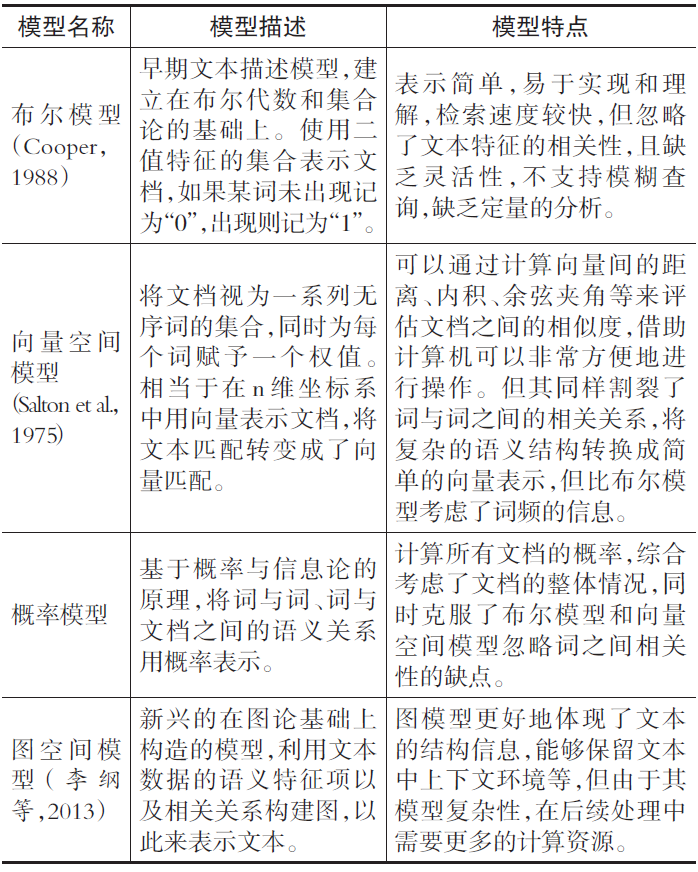 模型名称
模型描述
模型特点
布尔模型
(Cooper,
1988)
早期文本描述模型,建
立在布尔代数和集合
论的基础上。使用二
值特征的集合表示文
档,如果某词未出现记
为“0”,出现则记为“1”。
表示简单,易于实现和理
解,检索速度较快,但忽略
了文本特征的相关性,且缺
乏灵活性,不支持模糊查
询,缺乏定量的分析。
向量空间
模型
(Salton et al.,
1975)
将文档视为一系列无
序词的集合,同时为每
个词赋予一个权值。
相当于在n维坐标系
中用向量表示文档,将
文本匹配转变成了向
量匹配。
可以通过计算向量间的距
离、内积、余弦夹角等来评
估文档之间的相似度,借助
计算机可以非常方便地进
行操作。但其同样割裂了
词与词之间的相关关系,将
复杂的语义结构转换成简
单的向量表示,但比布尔模
型考虑了词频的信息。
概率模型
基于概率与信息论的
原理,将词与词、词与
文档之间的语义关系
用概率表示。
计算所有文档的概率,综合
考虑了文档的整体情况,同
时克服了布尔模型和向量
空间模型忽略词之间相关
性的缺点。
图空间模
型(李纲
等,2013)
新兴的在图论基础上
构造的模型,利用文本
数据的语义特征项以
及相关关系构建图,以
此来表示文本。
图模型更好地体现了文本
的结构信息,能够保留文本
中上下文环境等,但由于其
模型复杂性,在后续处理中
需要更多的计算资源。